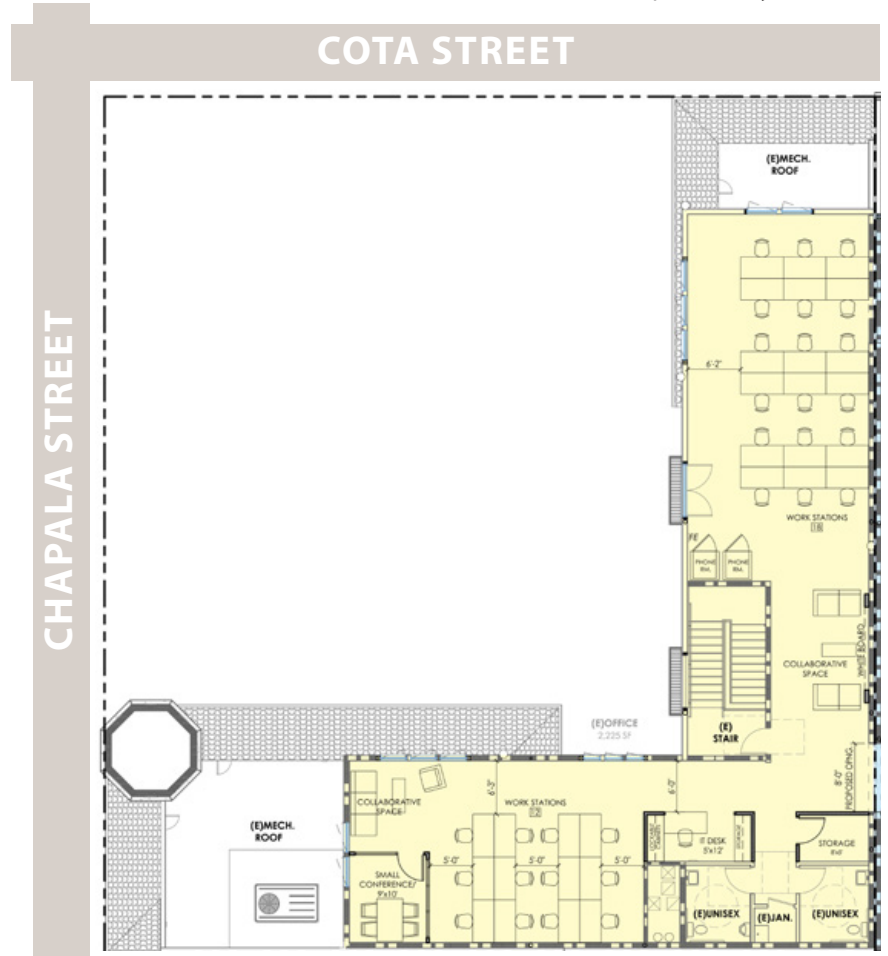 COTA STREET
CHAPALA STREET
(E)MECH.
ROOF
6'-2"
WORK STATIONS
18
FE
PHONE
RM.
PHONE
RM.
WHITE BOARD
COLLABORATIVE
SPACE
(E)OFFICE
2,225 SF
(E)
STAIR
8'-0"
PROPOSED OPNG.
6'-3"
6'-0"
COLLABORATIVE
SPACE
WORK STATIONS
12
(E)MECH.
ROOF
IT DESK
5'x12'
STORAGE
STORAGE
5'-0"
5'-0"
5'-0"
SMALL
CONFERENCE/
9'x10'
(E)UNISEX
(E)JAN.
(E)UNISEX